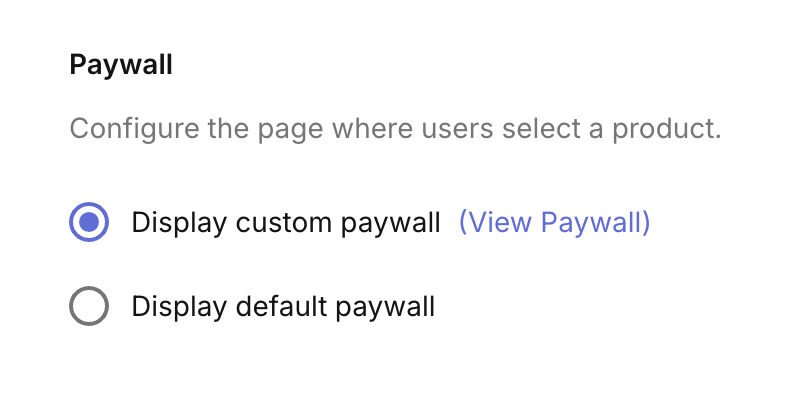 Paywall
Configure the page where users select a product.
Display custom paywall (View Paywall)
Display default paywall